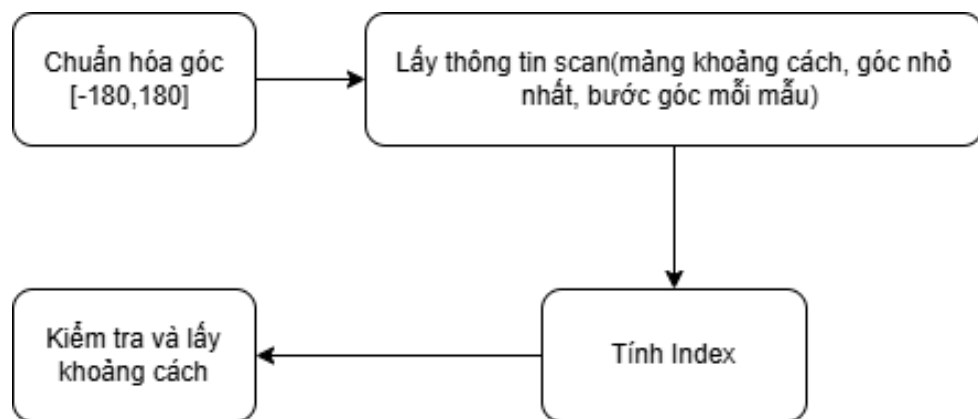 Chuẩn hóa góc
[-180,180]
Lấy thông tin scan(mảng khoảng cách, góc nhỏ
nhất, bước góc mỗi mẫu)
Kiểm tra và lấy
khoảng cách
Tính Index